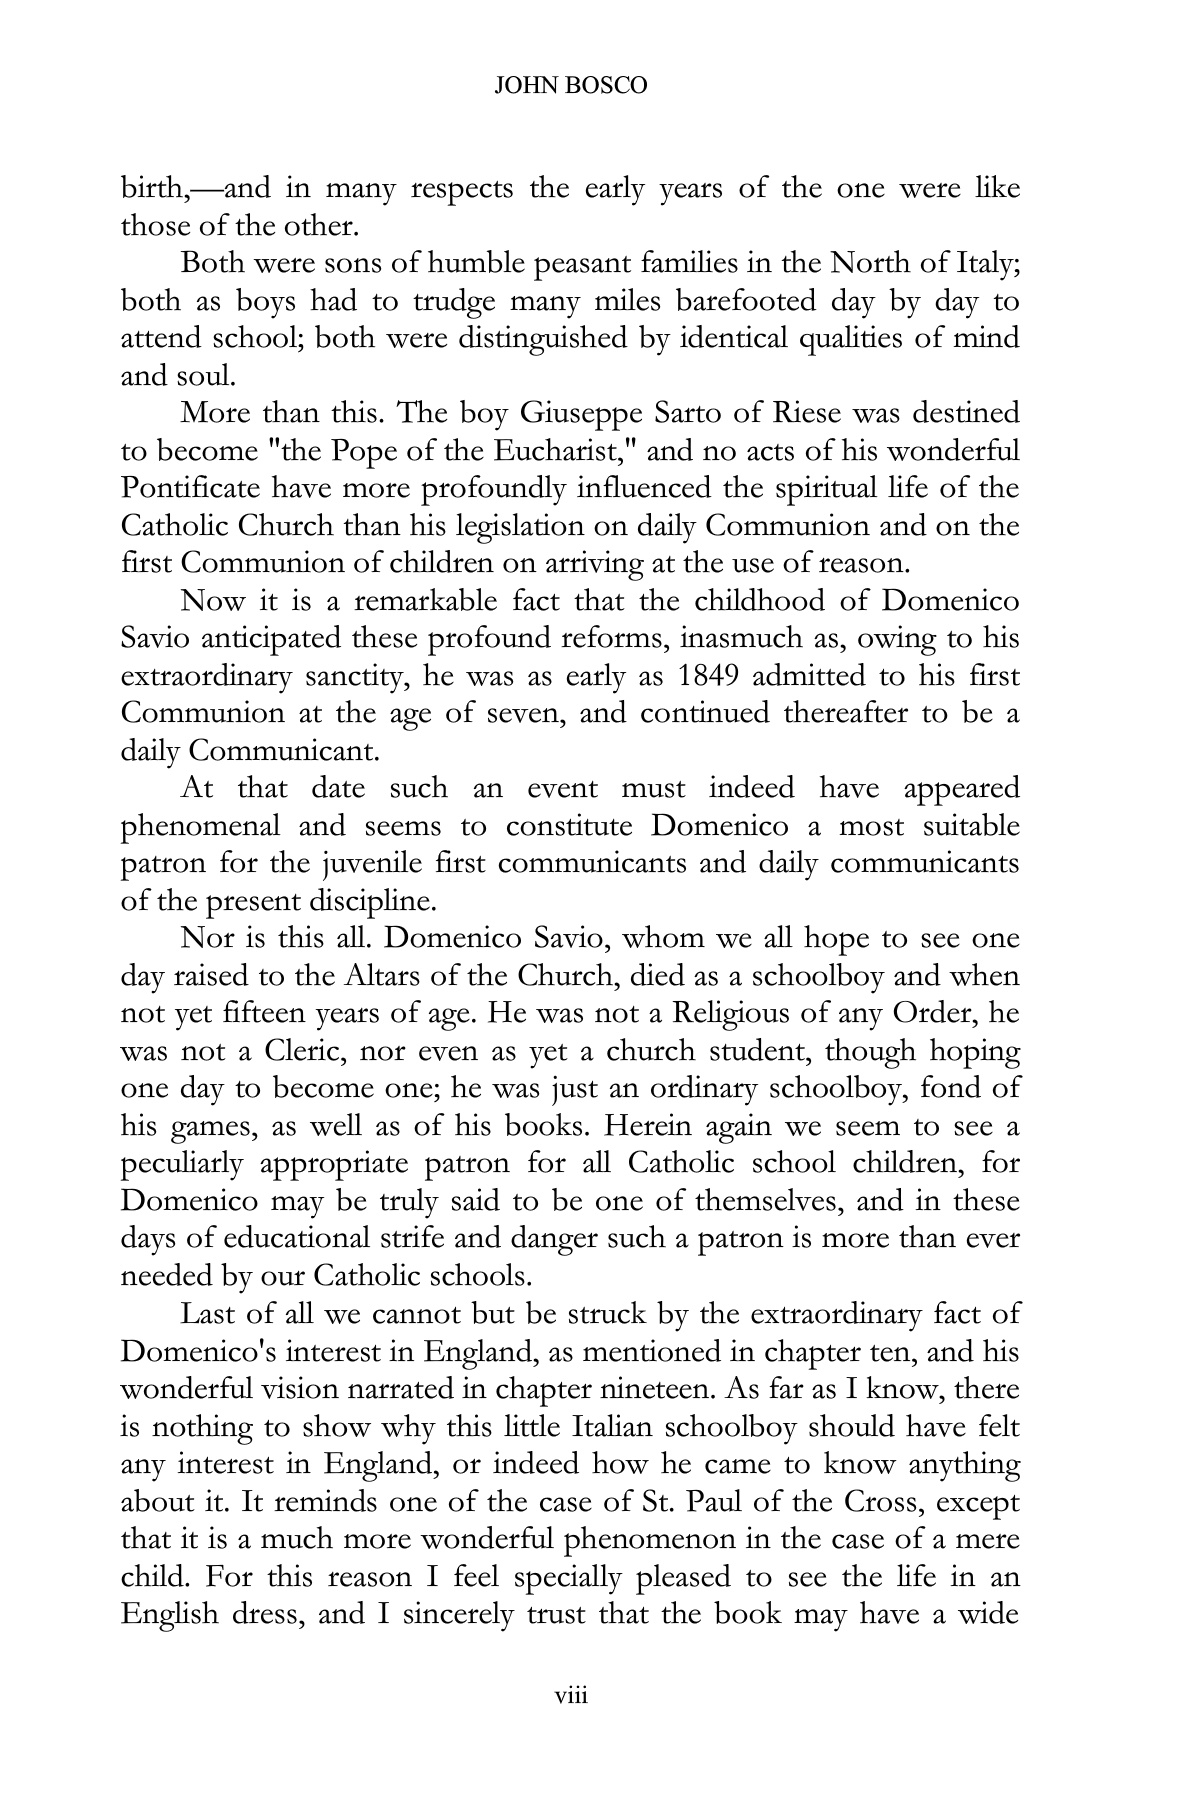 JOHN BOSCO
birth,—and in many respects the early years of the one were like
those of the other.
Both were sons of humble peasant families in the North of Italy;
both as boys had to trudge many miles barefooted day by day to
attend school; both were distinguished by identical qualities of mind
and soul.
More than this. The boy Giuseppe Sarto of Riese was destined
to become "the Pope of the Eucharist," and no acts of his wonderful
Pontificate have more profoundly influenced the spiritual life of the
Catholic Church than his legislation on daily Communion and on the
first Communion of children on arriving at the use of reason.
Now it is a remarkable fact that the childhood of Domenico
Savio anticipated these profound reforms, inasmuch as, owing to his
extraordinary sanctity, he was as early as 1849 admitted to his first
Communion at the age of seven, and continued thereafter to be a
daily Communicant.
At that date such an event must indeed have appeared
phenomenal and seems to constitute Domenico a most suitable
patron for the juvenile first communicants and daily communicants
of the present discipline.
Nor is this all. Domenico Savio, whom we all hope to see one
day raised to the Altars of the Church, died as a schoolboy and when
not yet fifteen years of age. He was not a Religious of any Order, he
was not a Cleric, nor even as yet a church student, though hoping
one day to become one; he was just an ordinary schoolboy, fond of
his games, as well as of his books. Herein again we seem to see a
peculiarly appropriate patron for all Catholic school children, for
Domenico may be truly said to be one of themselves, and in these
days of educational strife and danger such a patron is more than ever
needed by our Catholic schools.
Last of all we cannot but be struck by the extraordinary fact of
Domenico's interest in England, as mentioned in chapter ten, and his
wonderful vision narrated in chapter nineteen. As far as I know, there
is nothing to show why this little Italian schoolboy should have felt
any interest in England, or indeed how he came to know anything
about it. It reminds one of the case of St. Paul of the Cross, except
that it is a much more wonderful phenomenon in the case of a mere
child. For this reason I feel specially pleased to see the life in an
English dress, and I sincerely trust that the book may have a wide
viii